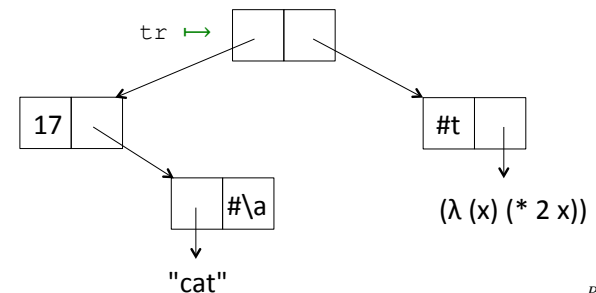 tr ↦
17
#t
#\a
(λ (x) (* 2 x))
"cat"